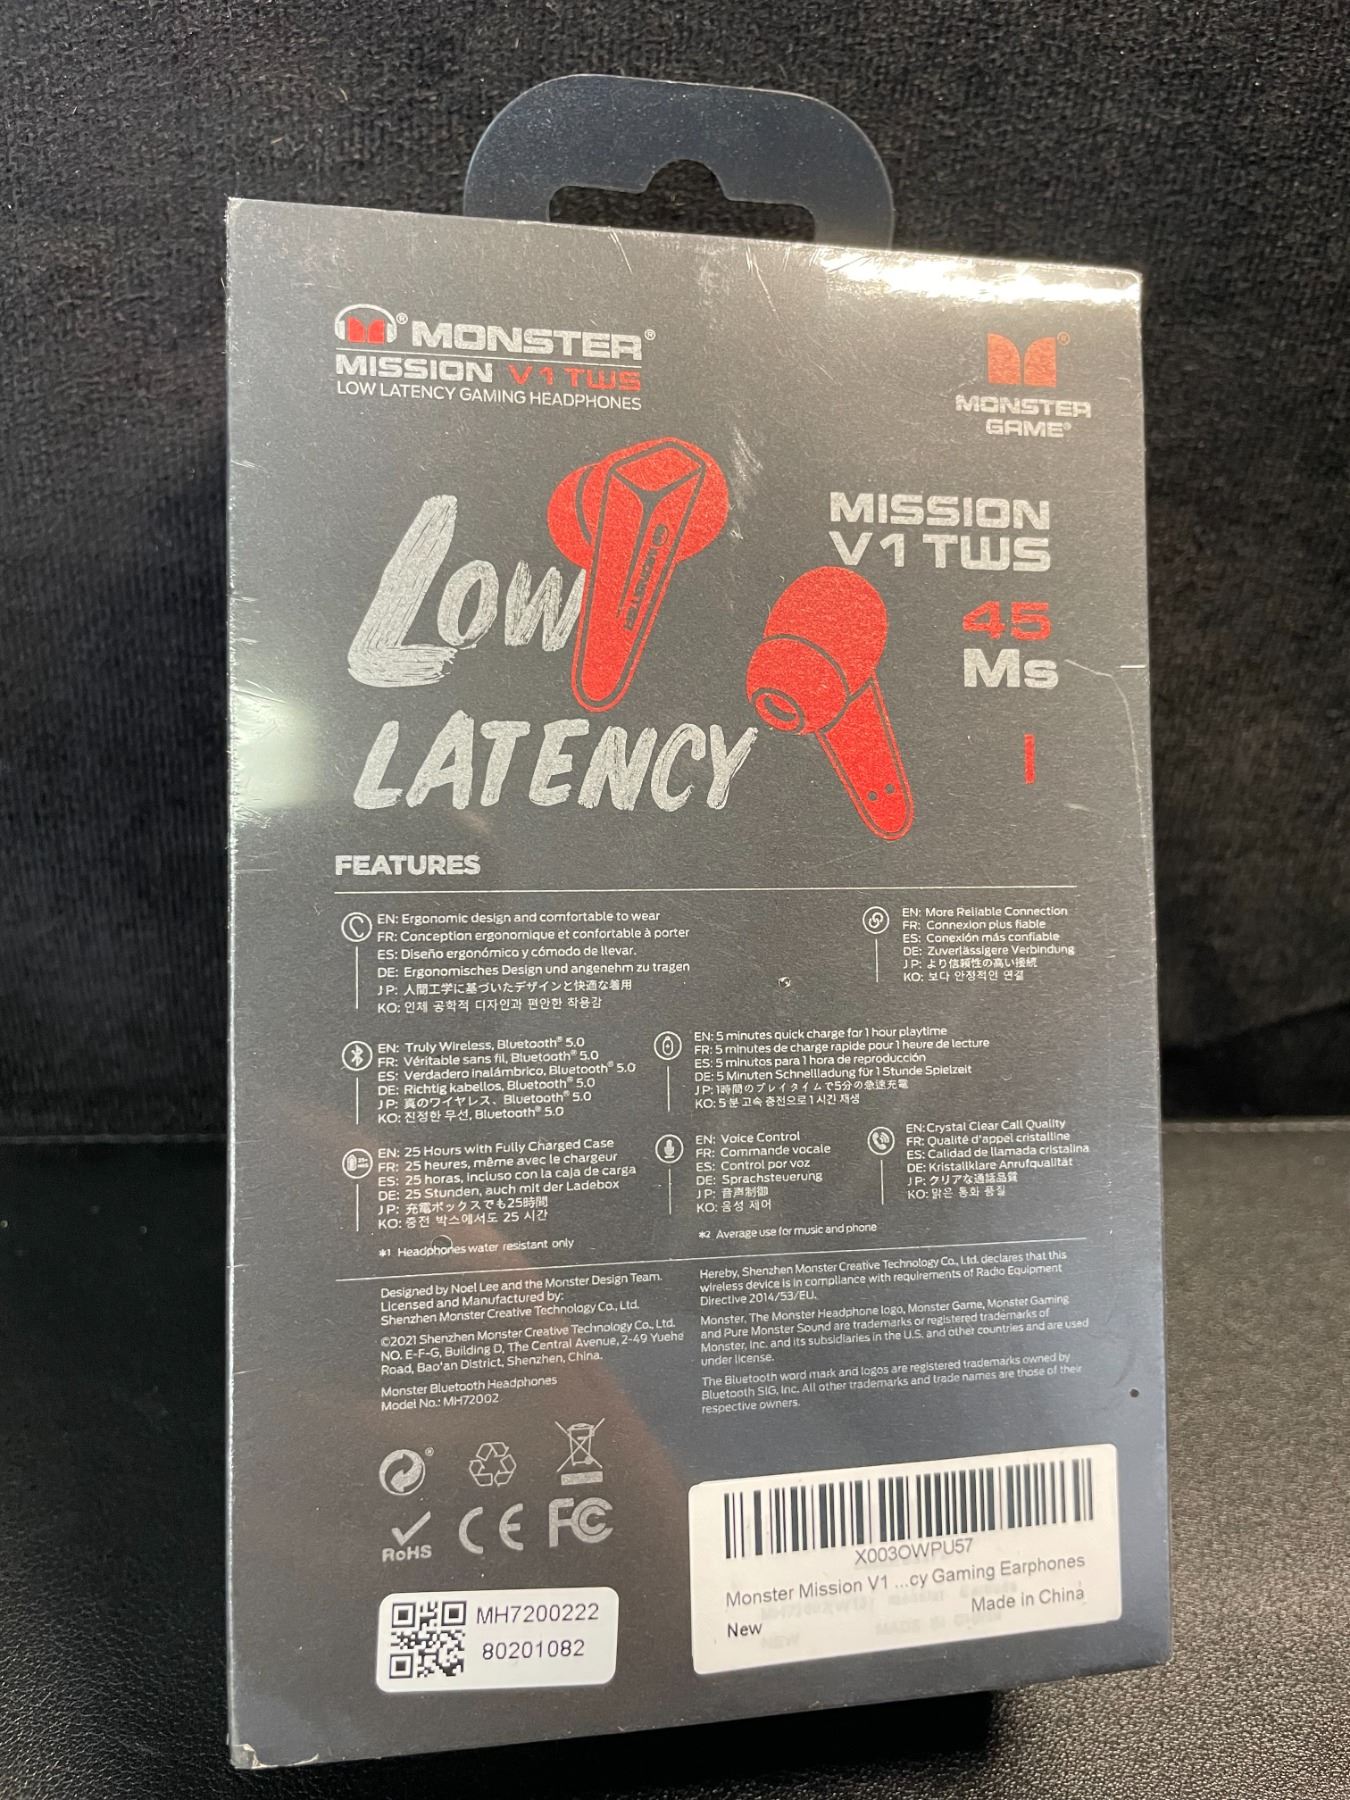 MONSTER®
MISSION V1 TWS
LOW LATENCY GAMING HEADPHONES
MONSTER
GAME®
LOW
LATENCY
MONSTER
MISSION
V1 TWS
45
Ms
FEATURES
EN: Ergonomic design and comfortable to wear
FR: Conception ergonomique et confortable à porter
ES: Diseño ergonómico y cómodo de llevar.
DE: Ergonomisches Design und angenehm zu tragen
JP: 人間工学に基づいたデザインと快適な着用
KO: 인체 공학적 디자인과 편안한 착용감
EN: More Reliable Connection
FR: Connexion plus fiable
ES: Conexión más confiable
DE: Zuverlässigere Verbindung
JP: より信頼性の高い接続
KO: 보다 안정적인 연결
EN: Truly Wireless, Bluetooth® 5.0
FR: Véritable sans fil, Bluetooth® 5.0
ES: Verdadero inalámbrico, Bluetooth® 5.0
DE: Richtig kabellos, Bluetooth® 5.0
JP: 真のワイヤレス、Bluetooth® 5.0
KO: 진정한 무선, Bluetooth® 5.0
EN: 5 minutes quick charge for 1 hour playtime
FR: 5 minutes de charge rapide pour 1 heure de lecture
ES: 5 minutos para 1 hora de reproducción
DE: 5 Minuten Schnellladung für 1 Stunde Spielzeit
JP: 1時間のプレイタイムで5分の急速充電
KO: 5 분 고속 충전으로 1 시간 재생
EN: 25 Hours with Fully Charged Case
FR: 25 heures, même avec le chargeur
ES: 25 horas, incluso con la caja de carga
DE: 25 Stunden, auch mit der Ladebox
JP: 充電ボックスでも25時間
KO: 충전 박스에서도 25 시간
EN: Voice Control
FR: Commande vocale
ES: Control por voz
DE: Sprachsteuerung
JP: 音声制御
KO: 음성 제어
EN: Crystal Clear Call Quality
FR: Qualité d'appel cristalline
ES: Calidad de llamada cristalina
DE: Kristallklare Anrufqualität
JP: クリアな通話品質
KO: 맑은 통화 품질
*1 Headphones water resistant only
*2 Average use for music and phone
Designed by Noel Lee and the Monster Design Team.
Licensed and Manufactured by:
Shenzhen Monster Creative Technology Co., Ltd.
©2021 Shenzhen Monster Creative Technology Co., Ltd.
NO. E-F-G, Building D, The Central Avenue, 2-49 Yuehe
Road, Bao'an District, Shenzhen, China.
Monster Bluetooth Headphones
Model No.: MH72002
Hereby, Shenzhen Monster Creative Technology Co., Ltd. declares that this
wireless device is in compliance with requirements of Radio Equipment
Directive 2014/53/EU.
Monster, The Monster Headphone logo, Monster Game, Monster Gaming
and Pure Monster Sound are trademarks or registered trademarks of
Monster, Inc. and its subsidiaries in the U.S. and other countries and are used
under license.
The Bluetooth word mark and logos are registered trademarks owned by
Bluetooth SIG, Inc. All other trademarks and trade names are those of their
respective owners.
RoHS
CE
FC
MH7200222
80201082
X003OWPU57
Monster Mission V1 ...cy Gaming Earphones
New
Made in China